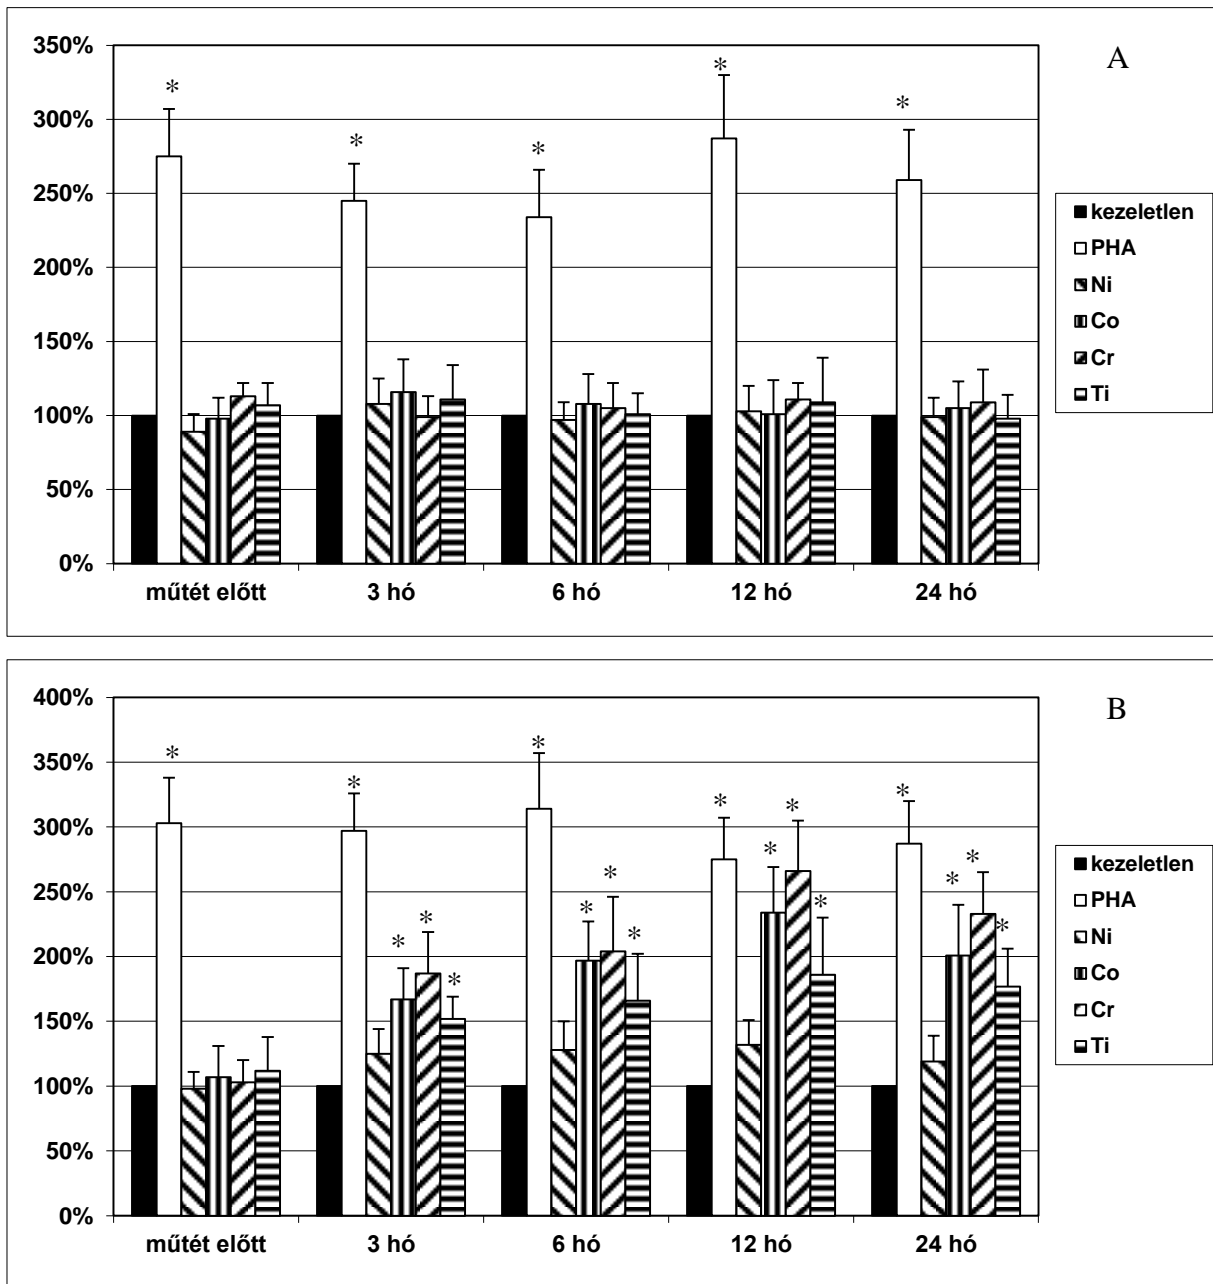 A
350%
300%
250%
200%
150%
100%
50%
0%
* * * * *
műtét előtt 3 hó 6 hó 12 hó 24 hó
kezeletlen
PHA
Ni
Co
Cr
Ti
B
400%
350%
300%
250%
200%
150%
100%
50%
0%
* * * * * * * * * * * * * * * * *
műtét előtt 3 hó 6 hó 12 hó 24 hó
kezeletlen
PHA
Ni
Co
Cr
Ti